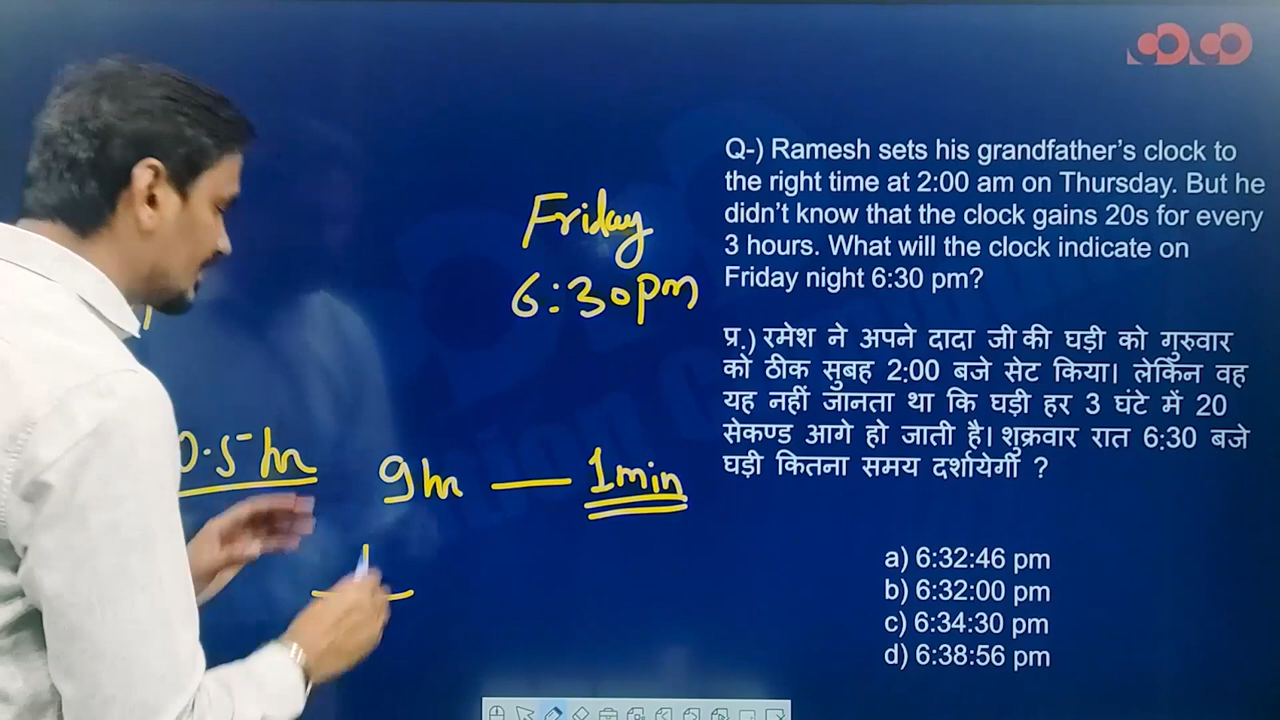 Q-) Ramesh sets his grandfather's clock to
the right time at 2:00 am on Thursday. But he
didn't know that the clock gains 20s for every
3 hours. What will the clock indicate on
Friday night 6:30 pm?
प्र.) रमेश ने अपने दादा जी की घड़ी को गुरुवार
को ठीक सुबह 2:00 बजे सेट किया। लेकिन वह
यह नहीं जानता था कि घड़ी हर 3 घंटे में 20
सेकण्ड आगे हो जाती है। शुक्रवार रात 6:30 बजे
घड़ी कितना समय दर्शायेगी ?
a) 6:32:46 pm
b) 6:32:00 pm
c) 6:34:30 pm
d) 6:38:56 pm
Friday
6:30pm
0.5 hr 9hr — 1min